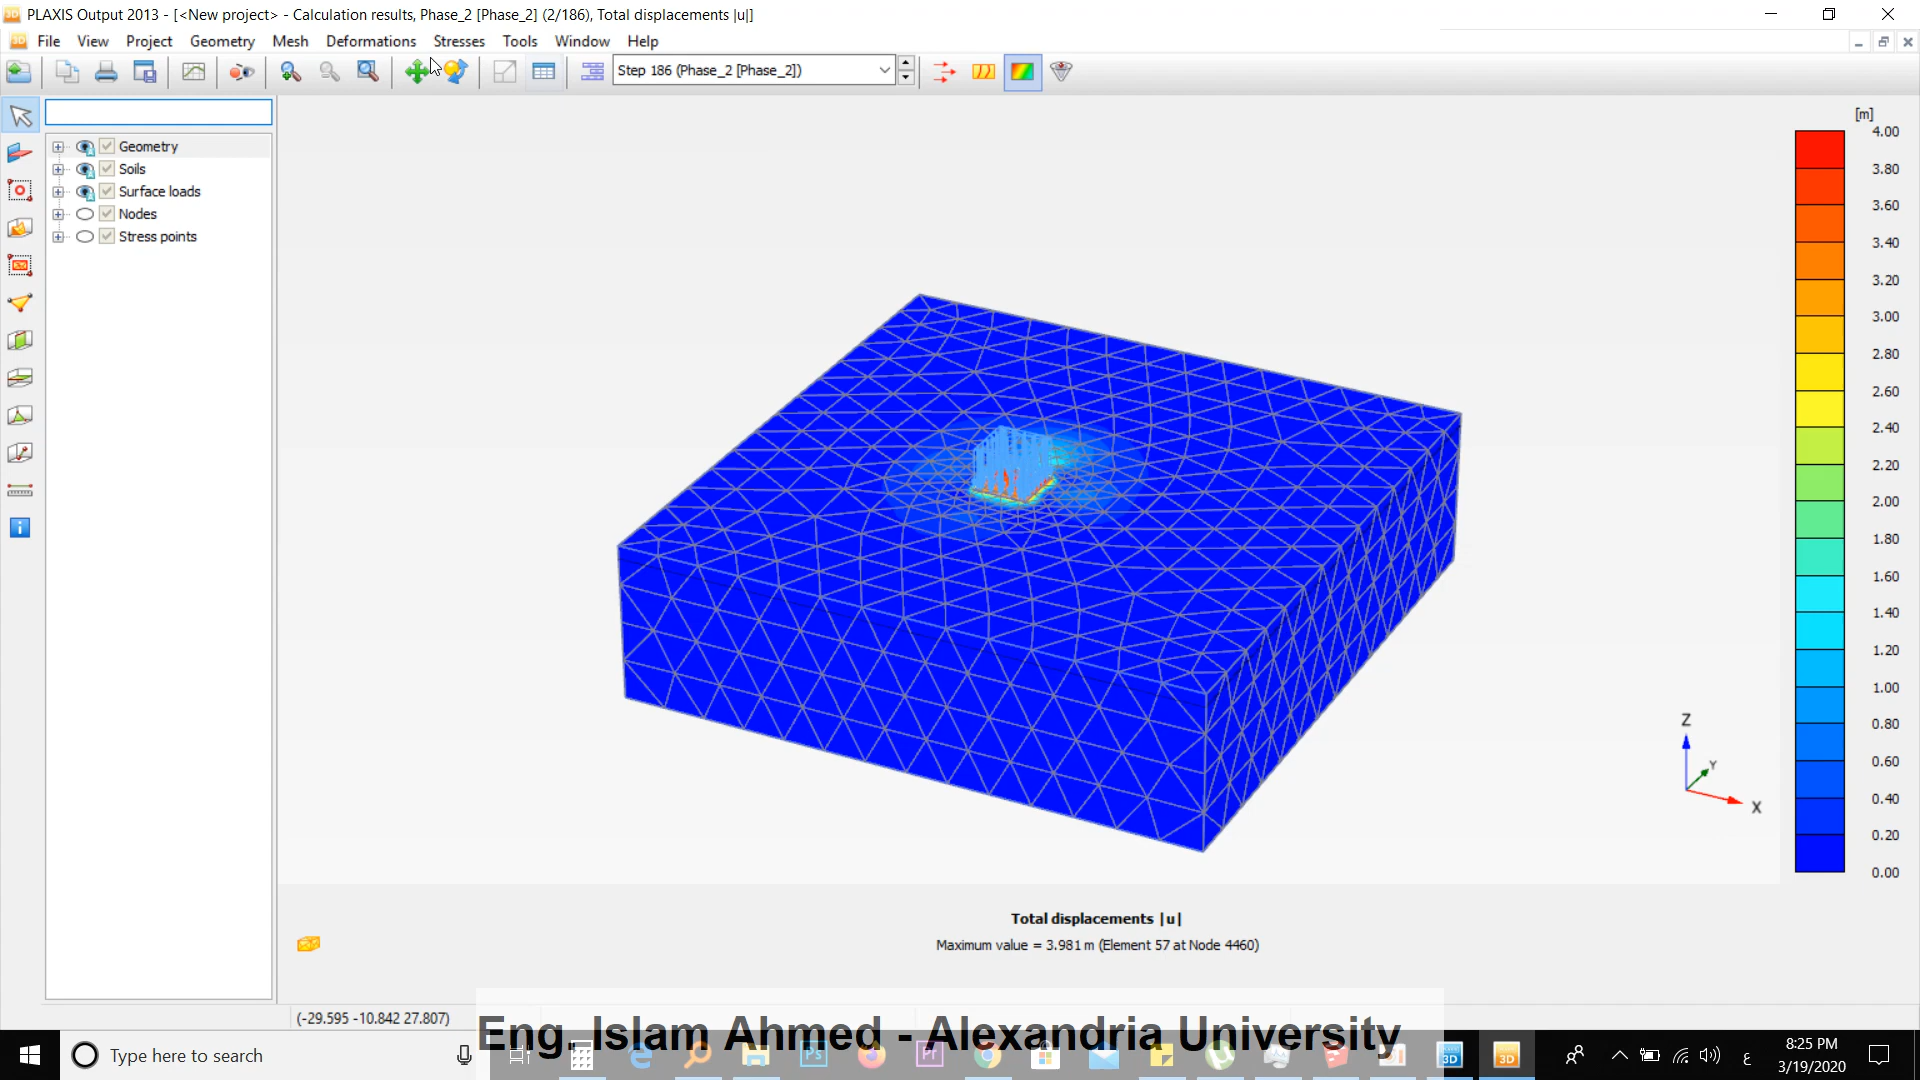 PLAXIS Output 2013 - [<New project> - Calculation results, Phase_2 [Phase_2] (2/186), Total displacements |u|]
File View Project Geometry Mesh Deformations Stresses Tools Window Help
Step 186 (Phase_2 [Phase_2])
Geometry
Soils
Surface loads
Nodes
Stress points
[m]
4.00
3.80
3.60
3.40
3.20
3.00
2.80
2.60
2.40
2.20
2.00
1.80
1.60
1.40
1.20
1.00
0.80
0.60
0.40
0.20
0.00
Z
Y
X
Total displacements |u|
Maximum value = 3.981 m (Element 57 at Node 4460)
(-29.595 -10.842 27.807)
Eng. Islam Ahmed - Alexandria University
Type here to search
Ps
Pr
3D
3D
ع
8:25 PM
3/19/2020